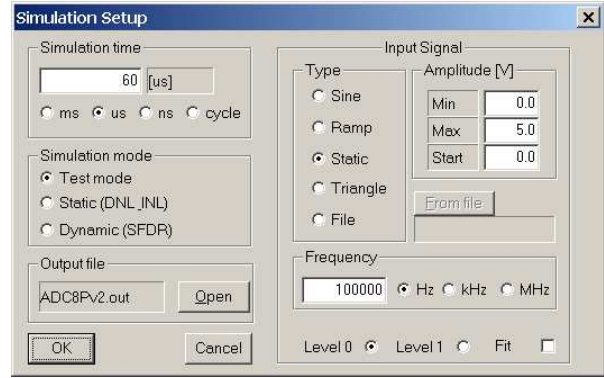 Simulation Setup
Simulation time
60 [us]
ms us ns cycle
Simulation mode
Test mode
Static (DNL_INL)
Dynamic (SFDR)
Output file
ADC8Pv2.out Open
OK Cancel
Input Signal
Type
Sine
Ramp
Static
Triangle
File
Amplitude [V]
Min 0.0
Max 5.0
Start 0.0
From file
Frequency
100000 Hz kHz MHz
Level 0 Level 1 Fit